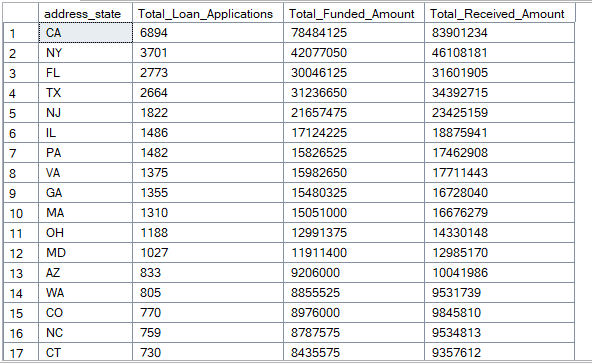 address_state Total_Loan_Applications Total_Funded_Amount Total_Received_Amount
1 CA 6894 78484125 83901234
2 NY 3701 42077050 46108181
3 FL 2773 30046125 31601905
4 TX 2664 31236650 34392715
5 NJ 1822 21657475 23425159
6 IL 1486 17124225 18875941
7 PA 1482 15826525 17462908
8 VA 1375 15982650 17711443
9 GA 1355 15480325 16728040
10 MA 1310 15051000 16676279
11 OH 1188 12991375 14330148
12 MD 1027 11911400 12985170
13 AZ 833 9206000 10041986
14 WA 805 8855525 9531739
15 CO 770 8976000 9845810
16 NC 759 8787575 9534813
17 CT 730 8435575 9357612